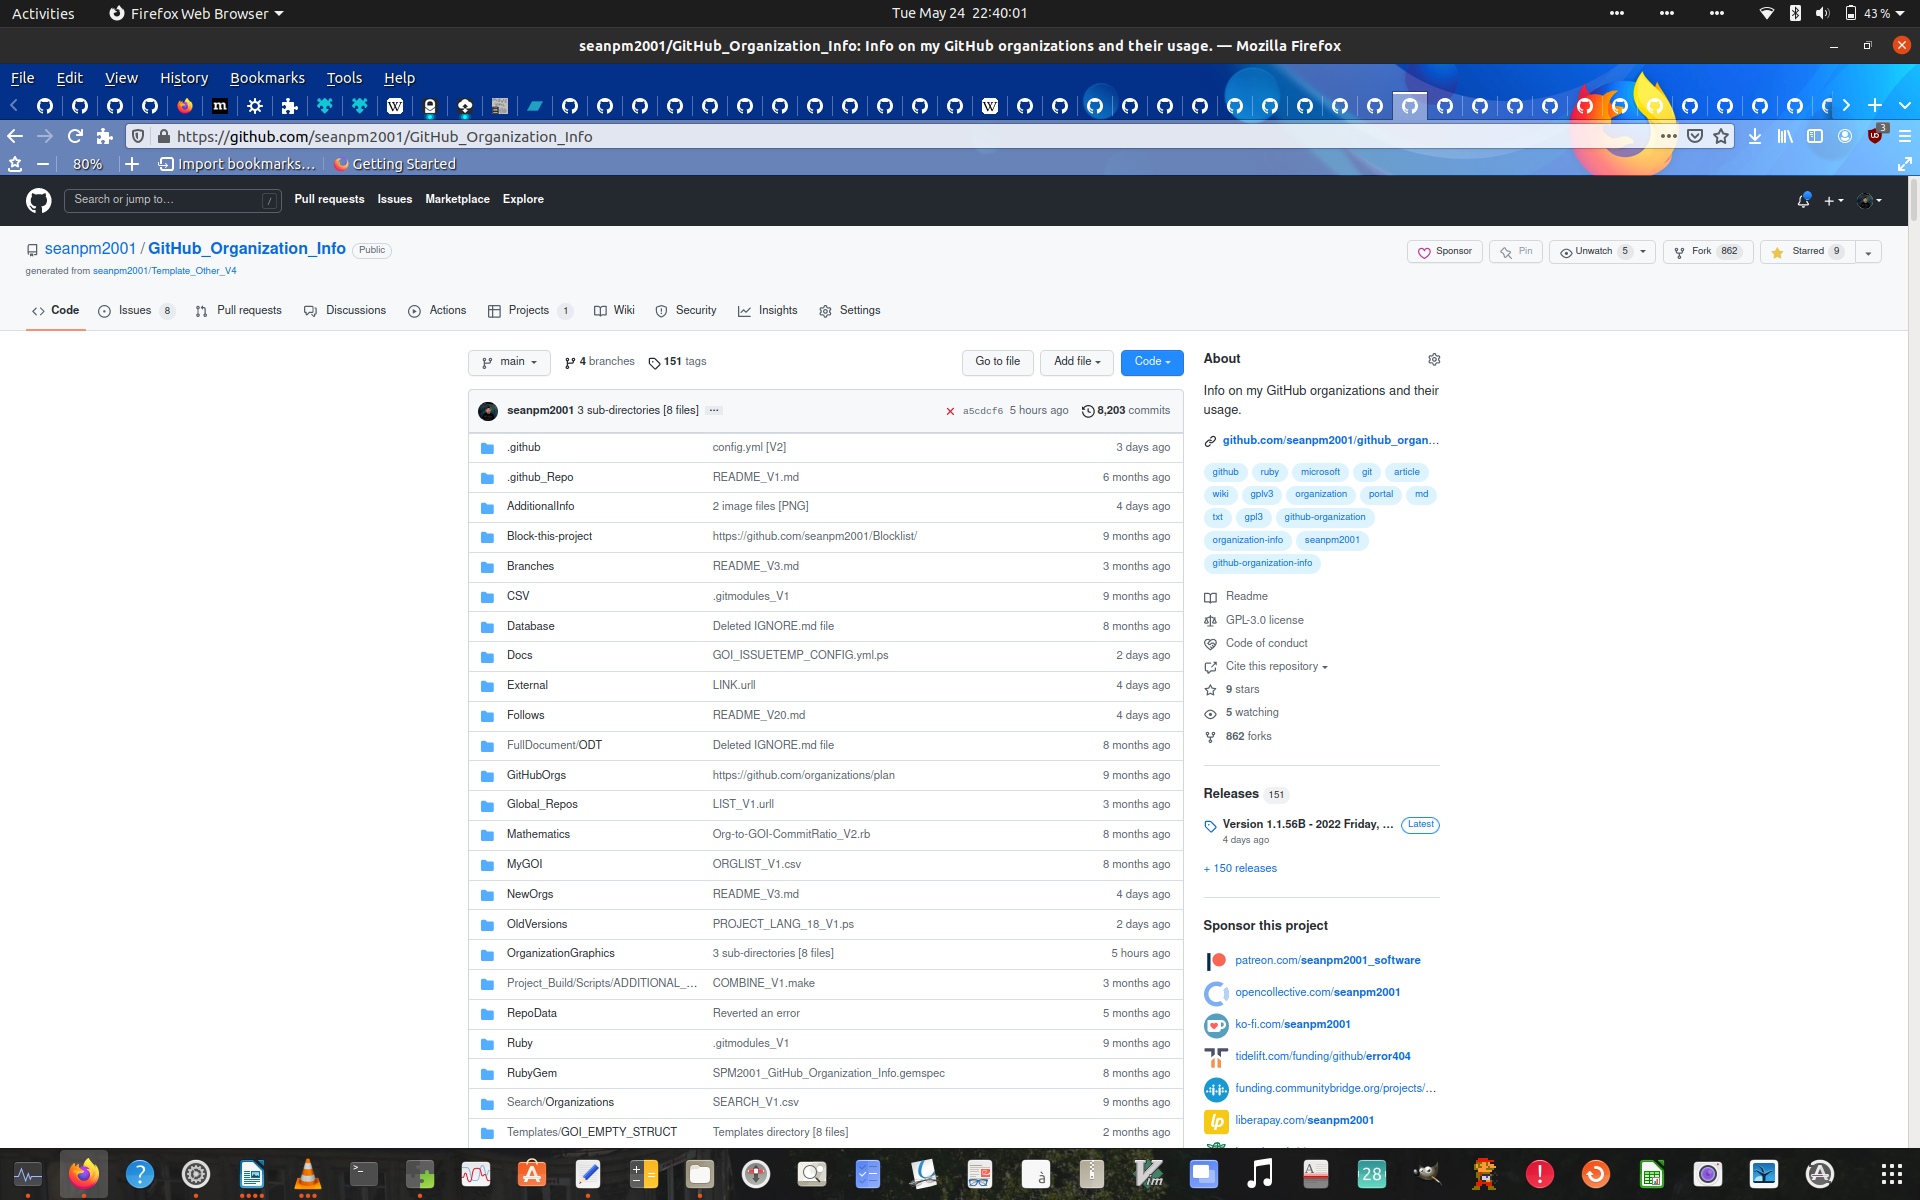 Activities Firefox Web Browser Tue May 24 22:40:01 43 %
seanpm2001/GitHub_Organization_Info: Info on my GitHub organizations and their usage. — Mozilla Firefox
File Edit View History Bookmarks Tools Help
https://github.com/seanpm2001/GitHub_Organization_Info 3
80% Import bookmarks... Getting Started
Search or jump to... / Pull requests Issues Marketplace Explore
seanpm2001 / GitHub_Organization_Info Public Sponsor Pin Unwatch 5 Fork 862 Starred 9
generated from seanpm2001/Template_Other_V4
Code Issues 8 Pull requests Discussions Actions Projects 1 Wiki Security Insights Settings
main 4 branches 151 tags Go to file Add file Code
seanpm2001 3 sub-directories [8 files] ... a5cdcf6 5 hours ago 8,203 commits
.github config.yml [V2] 3 days ago
.github_Repo README_V1.md 6 months ago
AdditionalInfo 2 image files [PNG] 4 days ago
Block-this-project https://github.com/seanpm2001/Blocklist/ 9 months ago
Branches README_V3.md 3 months ago
CSV .gitmodules_V1 9 months ago
Database Deleted IGNORE.md file 8 months ago
Docs GOI_ISSUETEMP_CONFIG.yml.ps 2 days ago
External LINK.urll 4 days ago
Follows README_V20.md 4 days ago
FullDocument/ODT Deleted IGNORE.md file 8 months ago
GitHubOrgs https://github.com/organizations/plan 9 months ago
Global_Repos LIST_V1.urll 3 months ago
Mathematics Org-to-GOI-CommitRatio_V2.rb 8 months ago
MyGOI ORGLIST_V1.csv 8 months ago
NewOrgs README_V3.md 4 days ago
OldVersions PROJECT_LANG_18_V1.ps 2 days ago
OrganizationGraphics 3 sub-directories [8 files] 5 hours ago
Project_Build/Scripts/ADDITIONAL_... COMBINE_V1.make 3 months ago
RepoData Reverted an error 5 months ago
Ruby .gitmodules_V1 9 months ago
RubyGem SPM2001_GitHub_Organization_Info.gemspec 8 months ago
Search/Organizations SEARCH_V1.csv 9 months ago
Templates/GOI_EMPTY_STRUCT Templates directory [8 files] 2 months ago
About
Info on my GitHub organizations and their
usage.
github.com/seanpm2001/github_organ...
github ruby microsoft git article
wiki gplv3 organization portal md
txt gpl3 github-organization
organization-info seanpm2001
github-organization-info
Readme
GPL-3.0 license
Code of conduct
Cite this repository
9 stars
5 watching
862 forks
Releases 151
Version 1.1.56B - 2022 Friday, ... Latest
4 days ago
+ 150 releases
Sponsor this project
patreon.com/seanpm2001_software
opencollective.com/seanpm2001
ko-fi.com/seanpm2001
tidelift.com/funding/github/error404
funding.communitybridge.org/projects/...
liberapay.com/seanpm2001
28